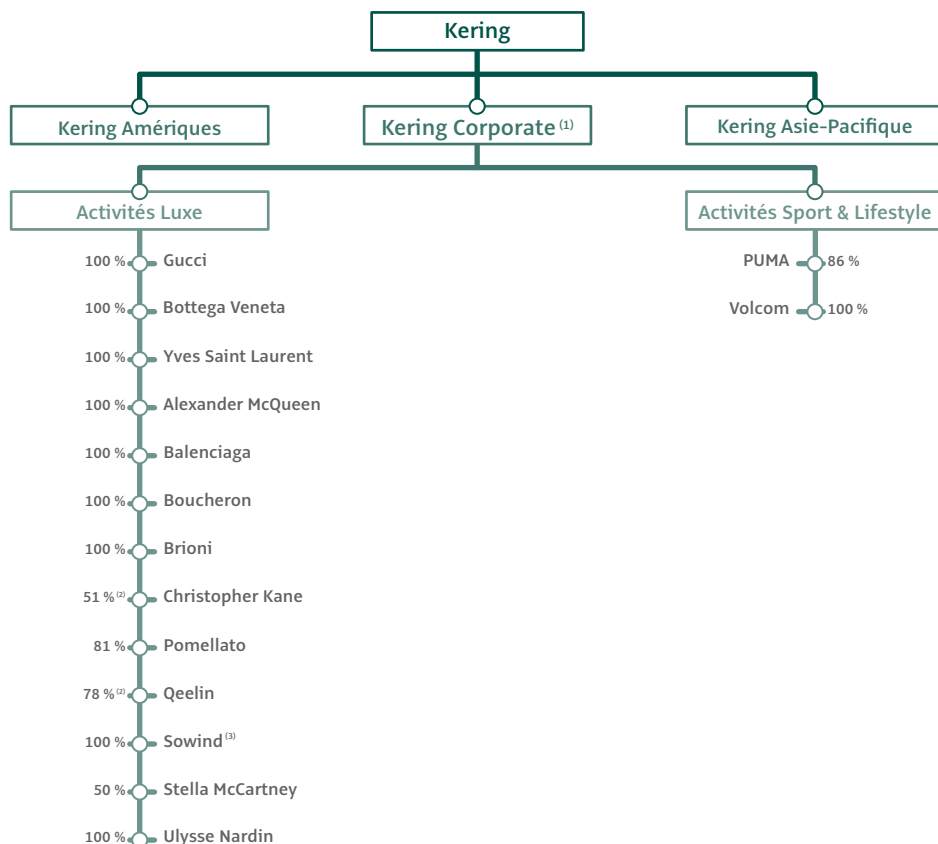 Kering
Kering Amériques
Kering Corporate (1)
Kering Asie-Pacifique
Activités Luxe
Activités Sport & Lifestyle
100 % Gucci
PUMA 86 %
100 % Bottega Veneta
Volcom 100 %
100 % Yves Saint Laurent
100 % Alexander McQueen
100 % Balenciaga
100 % Boucheron
100 % Brioni
51 % (2) Christopher Kane
81 % Pomellato
78 % (2) Qeelin
100 % Sowind (3)
50 % Stella McCartney
100 % Ulysse Nardin